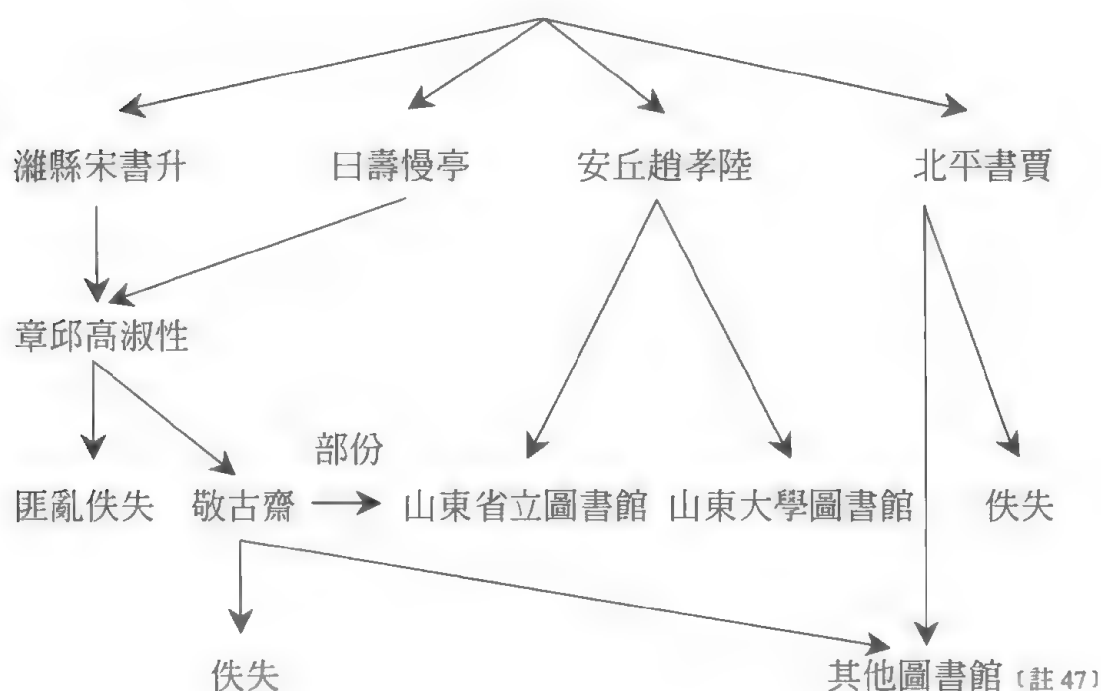 濰縣宋書升 日壽慢亭 安丘趙孝陸 北平書賈
章邱高淑性
部份
匪亂佚失 敬古齋 山東省立圖書館 山東大學圖書館 佚失
佚失 其他圖書館〔註47〕